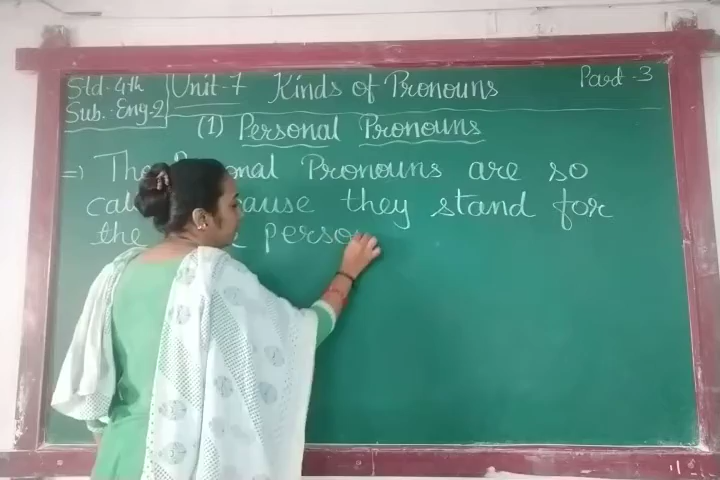 Std. 4th
Sub. Eng-2
Unit-7 Kinds of Pronouns
Part-3
(1) Personal Pronouns
=) The Pronouns are so
they stand for
the